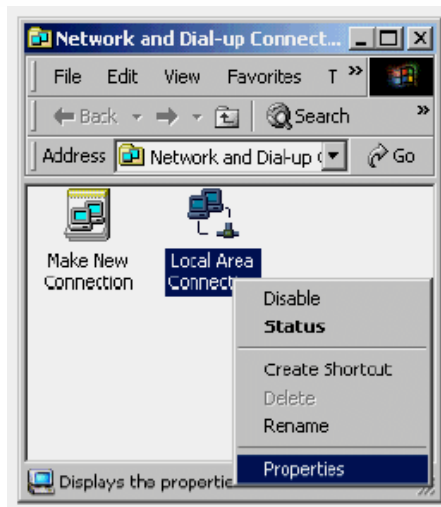 Network and Dial-up Connect...
File Edit View Favorites T »
Back Search »
Address Network and Dial-up Go
Make New
Connection
Local Area
Connecti
Disable
Status
Create Shortcut
Delete
Rename
Properties
Displays the propertie